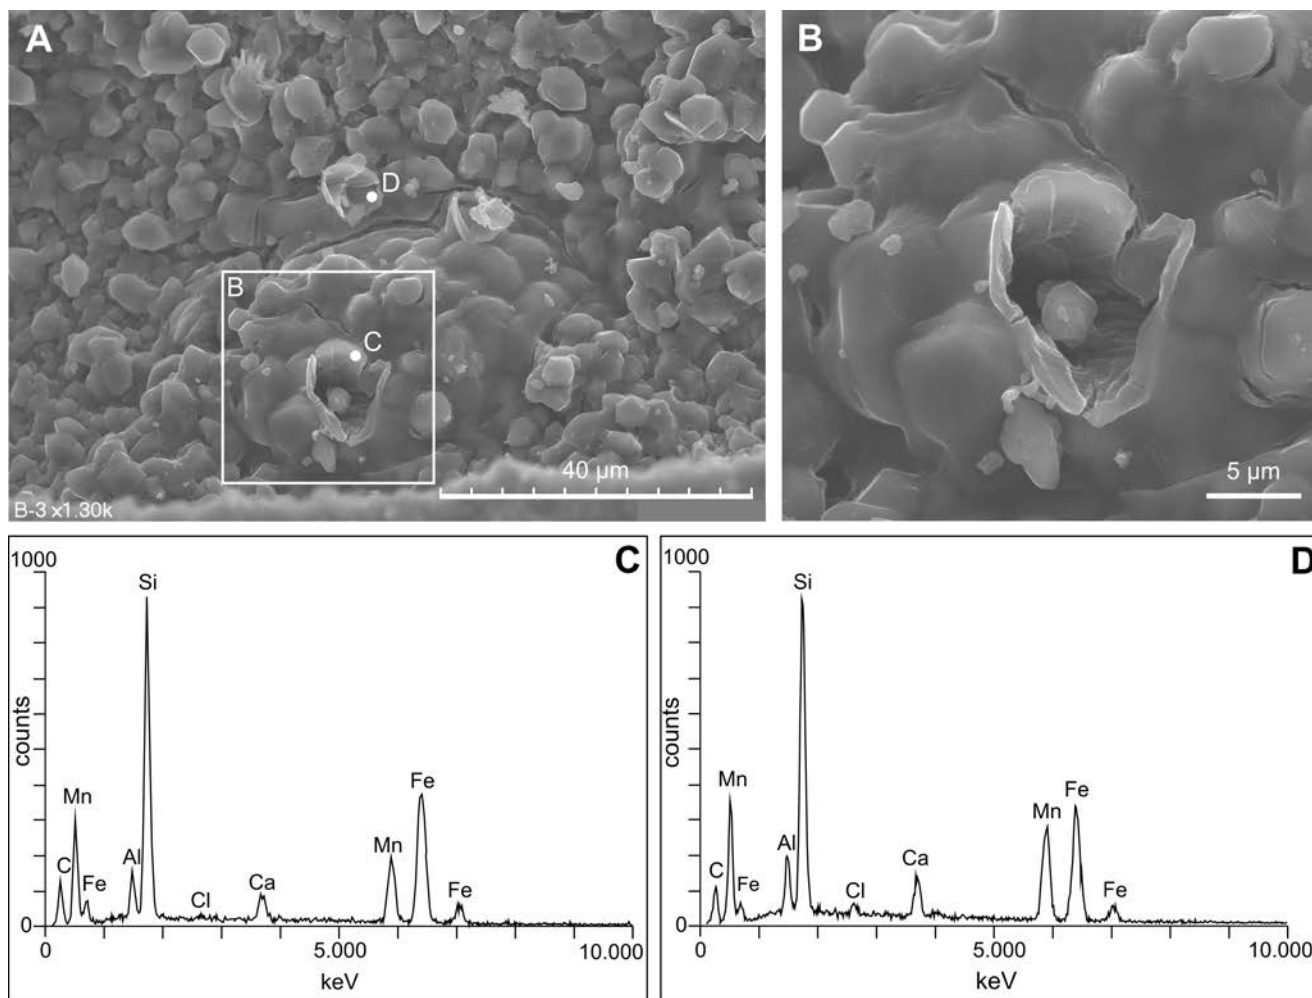 A
D
B
C
40 µm
B-3 x1.30k
B
5 µm
C
1000
Si
counts
Mn
C
Fe
Al
Cl
Ca
Mn
Fe
Fe
0
0
5.000
10.000
keV
D
1000
Si
counts
Mn
C
Fe
Al
Cl
Ca
Mn
Fe
Fe
0
0
5.000
10.000
keV